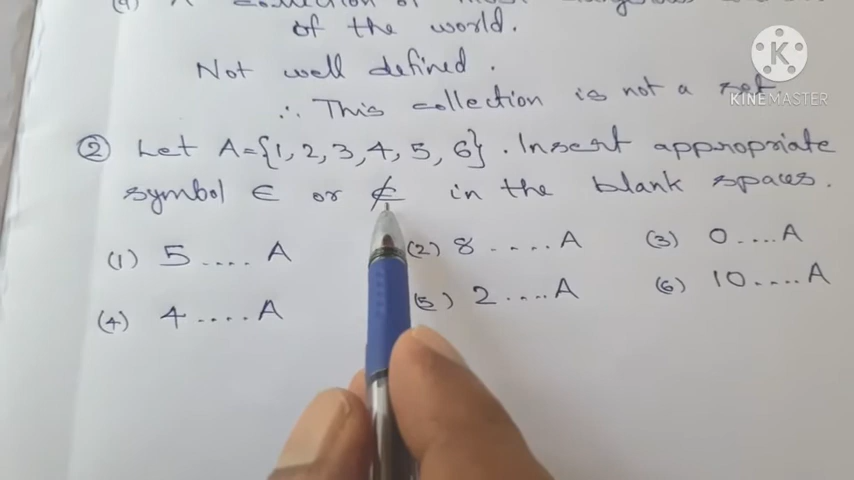 of the world.
Not well defined.
∴ This collection is not a set
② Let A={1, 2, 3, 4, 5, 6}. Insert appropriate
symbol ∈ or ∉ in the blank spaces.
(1) 5 .... A (2) 8 .... A (3) 0 .... A
(4) 4 .... A (5) 2 .... A (6) 10 .... A
KINEMASTER